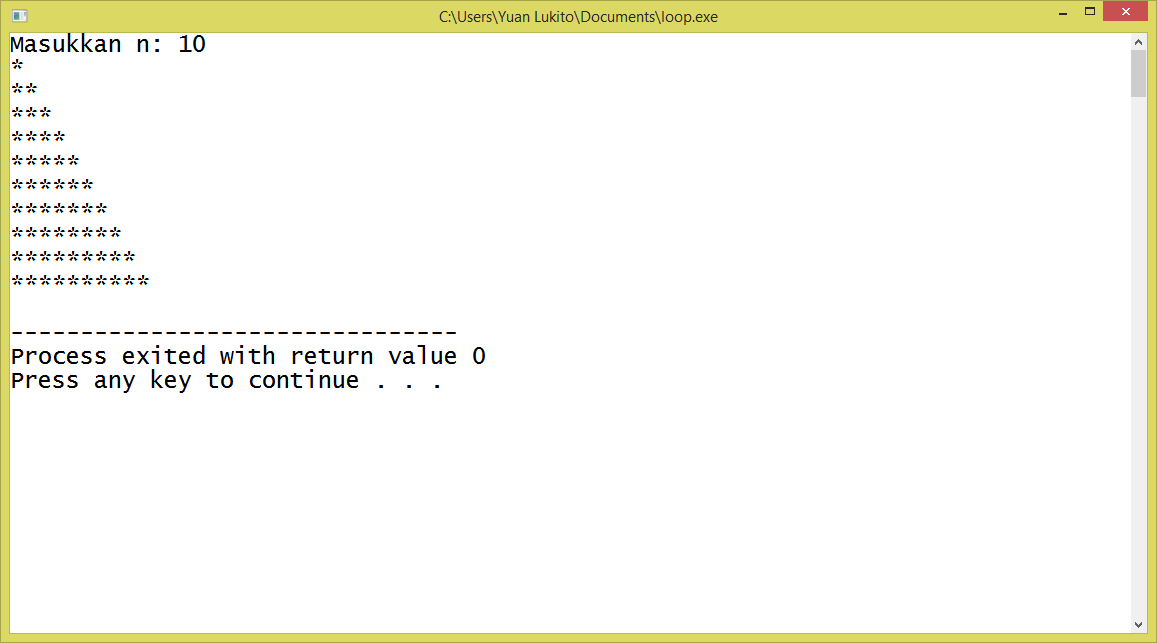 C:\Users\Yuan Lukito\Documents\loop.exe
Masukkan n: 10
*
**
***
****
*****
******
*******
********
*********
**********
--------------------------------
Process exited with return value 0
Press any key to continue . . .